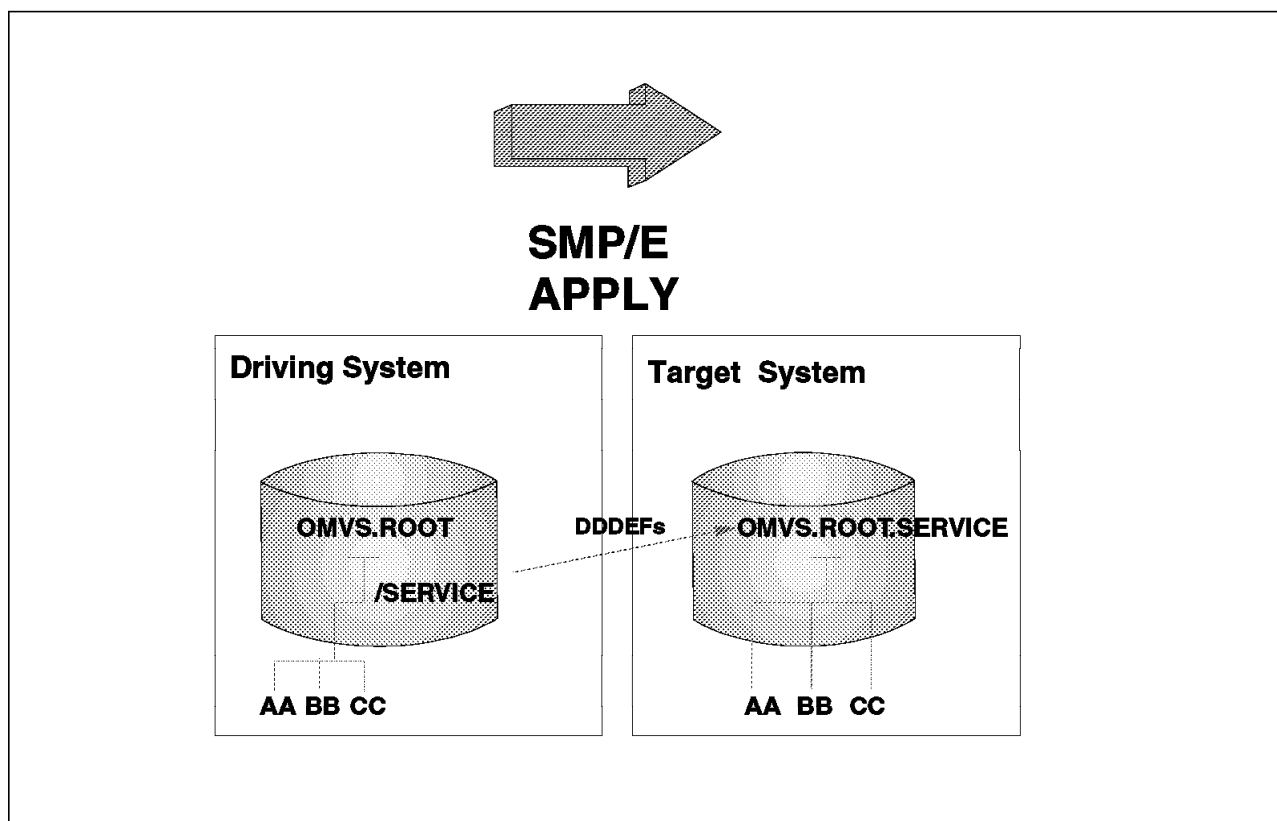 SMP/E
APPLY
Driving System
Target System
OMVS.ROOT
DDDEFs
OMVS.ROOT.SERVICE
/SERVICE
AA BB CC
AA BB CC